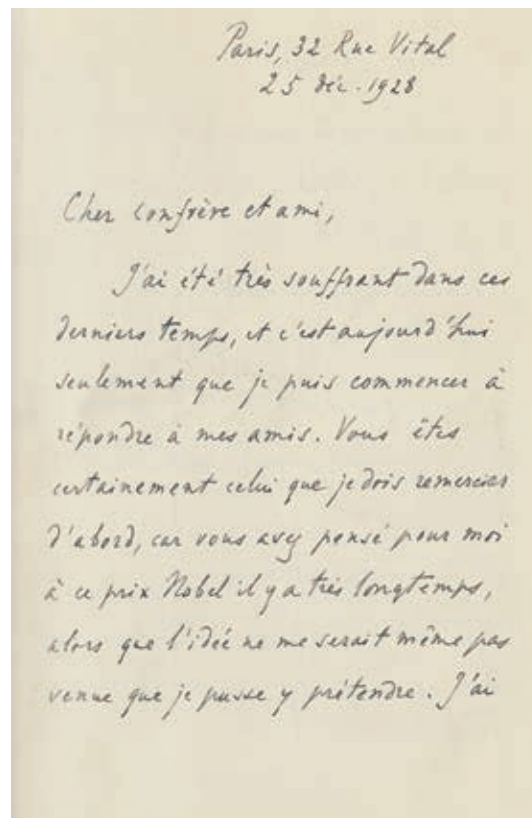 Paris, 32 Rue Vital
25 déc. 1928
Cher confrère et ami,
J'ai été très souffrant dans ces
derniers temps, et c'est aujourd'hui
seulement que je puis commencer à
répondre à mes amis. Vous êtes
certainement celui que je dois remercier
d'abord, car vous avez pensé pour moi
à ce prix Nobel il y a très longtemps,
alors que l'idée ne me serait même pas
venue que je pusse y prétendre. J'ai